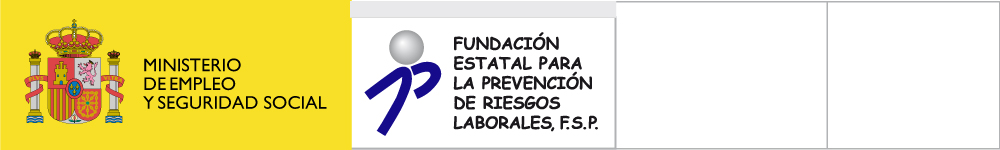 MINISTERIO
DE EMPLEO
Y SEGURIDAD SOCIAL
FUNDACIÓN
ESTATAL PARA
LA PREVENCIÓN
DE RIESGOS
LABORALES, F.S.P.